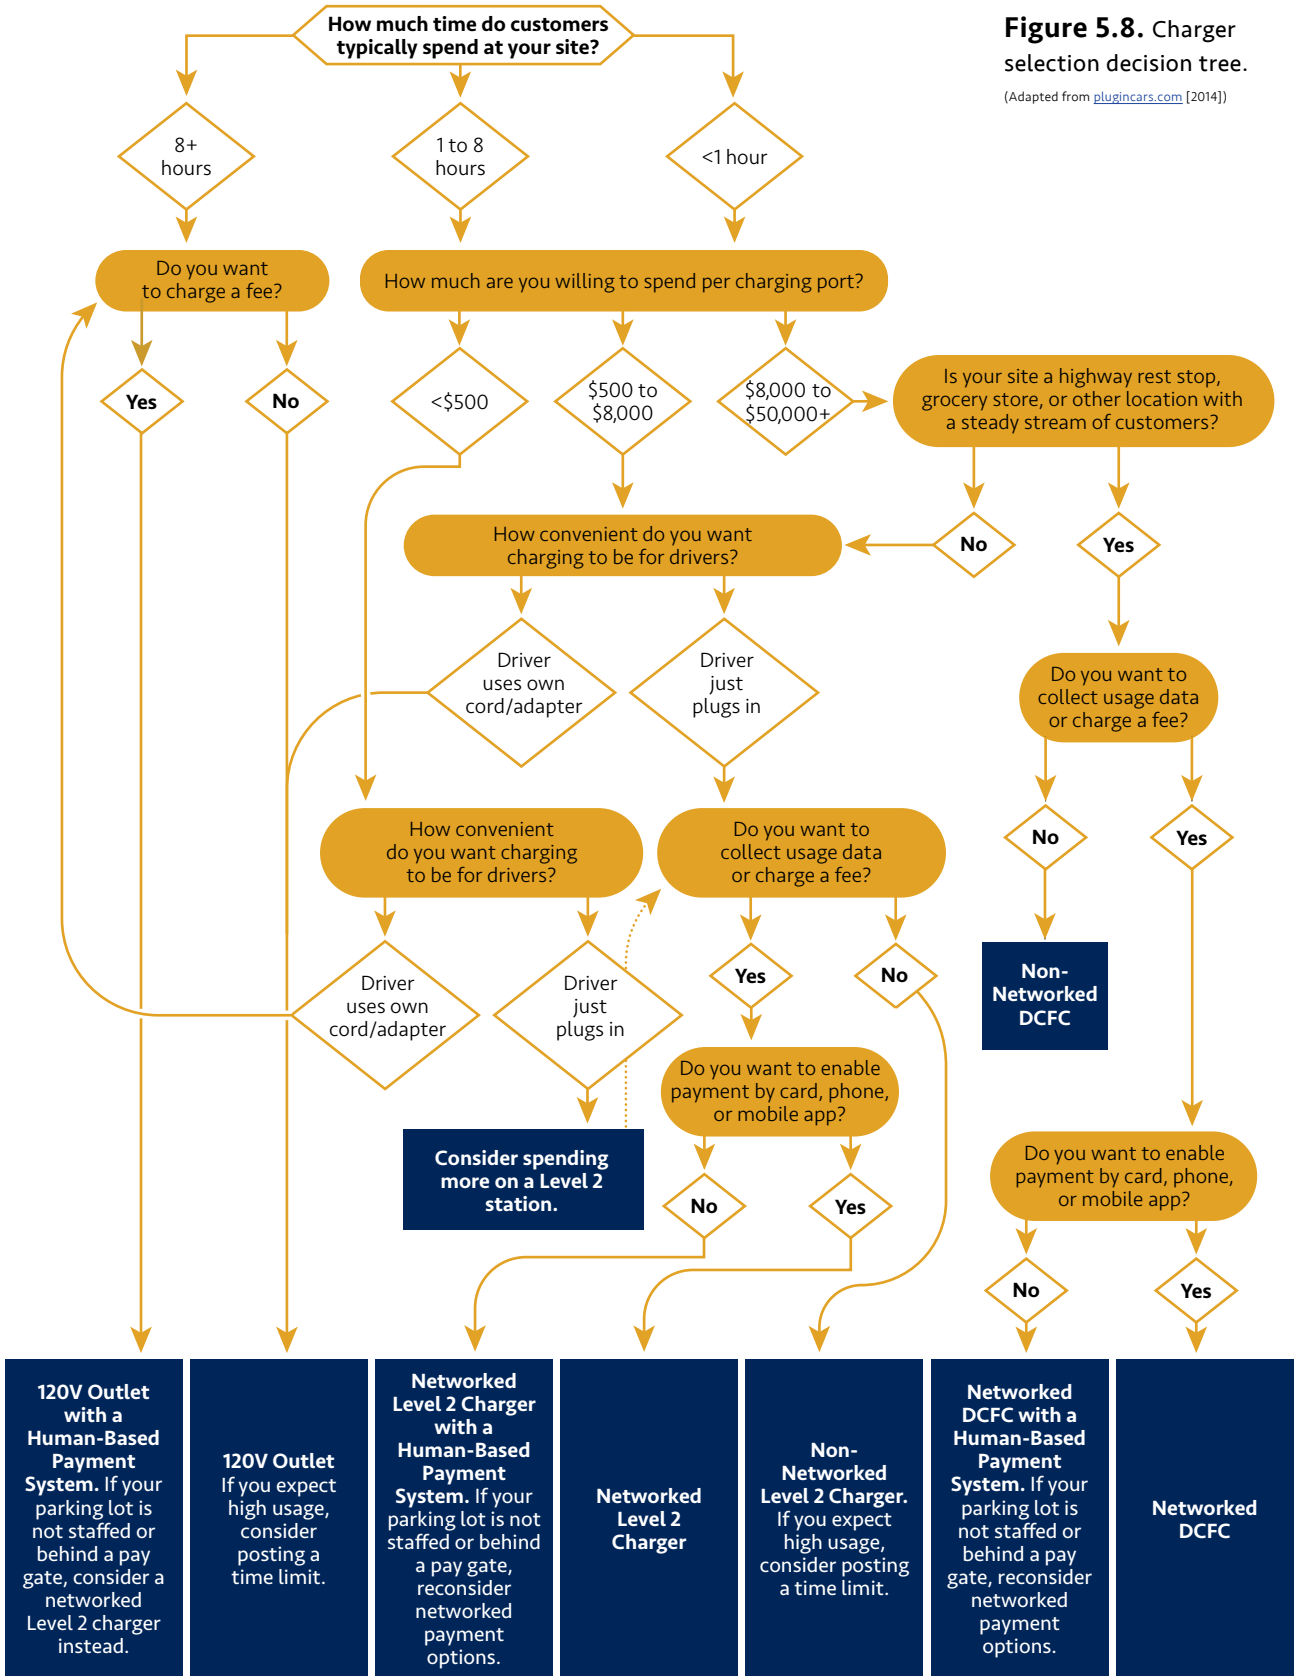 How much time do customers
typically spend at your site?
Figure 5.8. Charger
selection decision tree.
(Adapted from plugincars.com [2014])
8+
hours
1 to 8
hours
<1 hour
Do you want
to charge a fee?
How much are you willing to spend per charging port?
Yes
No
<$500
$500 to
$8,000
$8,000 to
$50,000+
Is your site a highway rest stop,
grocery store, or other location with
a steady stream of customers?
How convenient do you want
charging to be for drivers?
No
Yes
Driver
uses own
cord/adapter
Driver
just
plugs in
Do you want to
collect usage data
or charge a fee?
No
Yes
How convenient
do you want charging
to be for drivers?
Do you want to
collect usage data
or charge a fee?
Driver
uses own
cord/adapter
Driver
just
plugs in
Yes
No
Non-
Networked
DCFC
Do you want to enable
payment by card, phone,
or mobile app?
Consider spending
more on a Level 2
station.
No
Yes
Do you want to enable
payment by card, phone,
or mobile app?
No
Yes
120V Outlet
with a
Human-Based
Payment
System. If your
parking lot is
not staffed or
behind a pay
gate, consider a
networked
Level 2 charger
instead.
120V Outlet
If you expect
high usage,
consider
posting a
time limit.
Networked
Level 2 Charger
with a
Human-Based
Payment
System. If your
parking lot is not
staffed or behind
a pay gate,
reconsider
networked
payment
options.
Networked
Level 2
Charger
Non-
Networked
Level 2 Charger.
If you expect
high usage,
consider posting
a time limit.
Networked
DCFC with a
Human-Based
Payment
System. If your
parking lot is
not staffed or
behind a pay
gate, reconsider
networked
payment
options.
Networked
DCFC